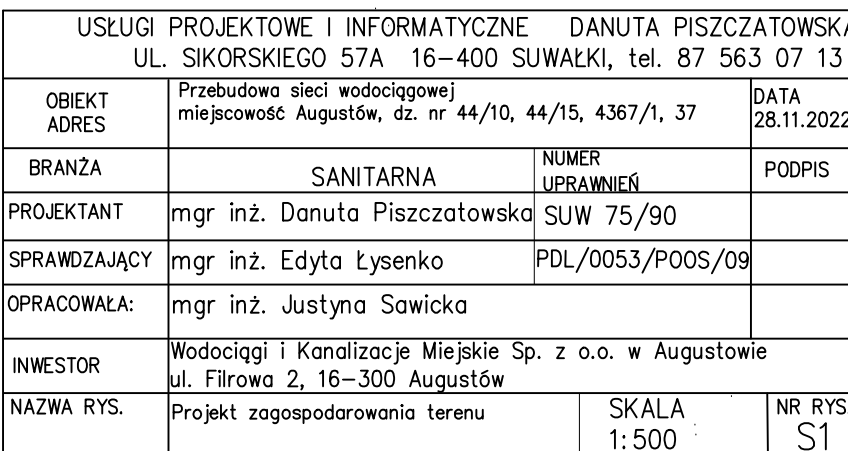 USŁUGI PROJEKTOWE I INFORMATYCZNE DANUTA PISZCZATOWSKA
UL. SIKORSKIEGO 57A 16-400 SUWAŁKI, tel. 87 563 07 13
OBIEKT
ADRES
Przebudowa sieci wodociągowej
miejscowość Augustów, dz. nr 44/10, 44/15, 4367/1, 37
DATA
28.11.2022
BRANŻA
SANITARNA
NUMER
UPRAWNIEŃ
PODPIS
PROJEKTANT
mgr inż. Danuta Piszczatowska
SUW 75/90
SPRAWDZAJĄCY
mgr inż. Edyta Łysenko
PDL/0053/POOS/09
OPRACOWAŁA:
mgr inż. Justyna Sawicka
INWESTOR
Wodociągi i Kanalizacje Miejskie Sp. z o.o. w Augustowie
ul. Filrowa 2, 16-300 Augustów
NAZWA RYS.
Projekt zagospodarowania terenu
SKALA
1:500
NR RYS.
S1